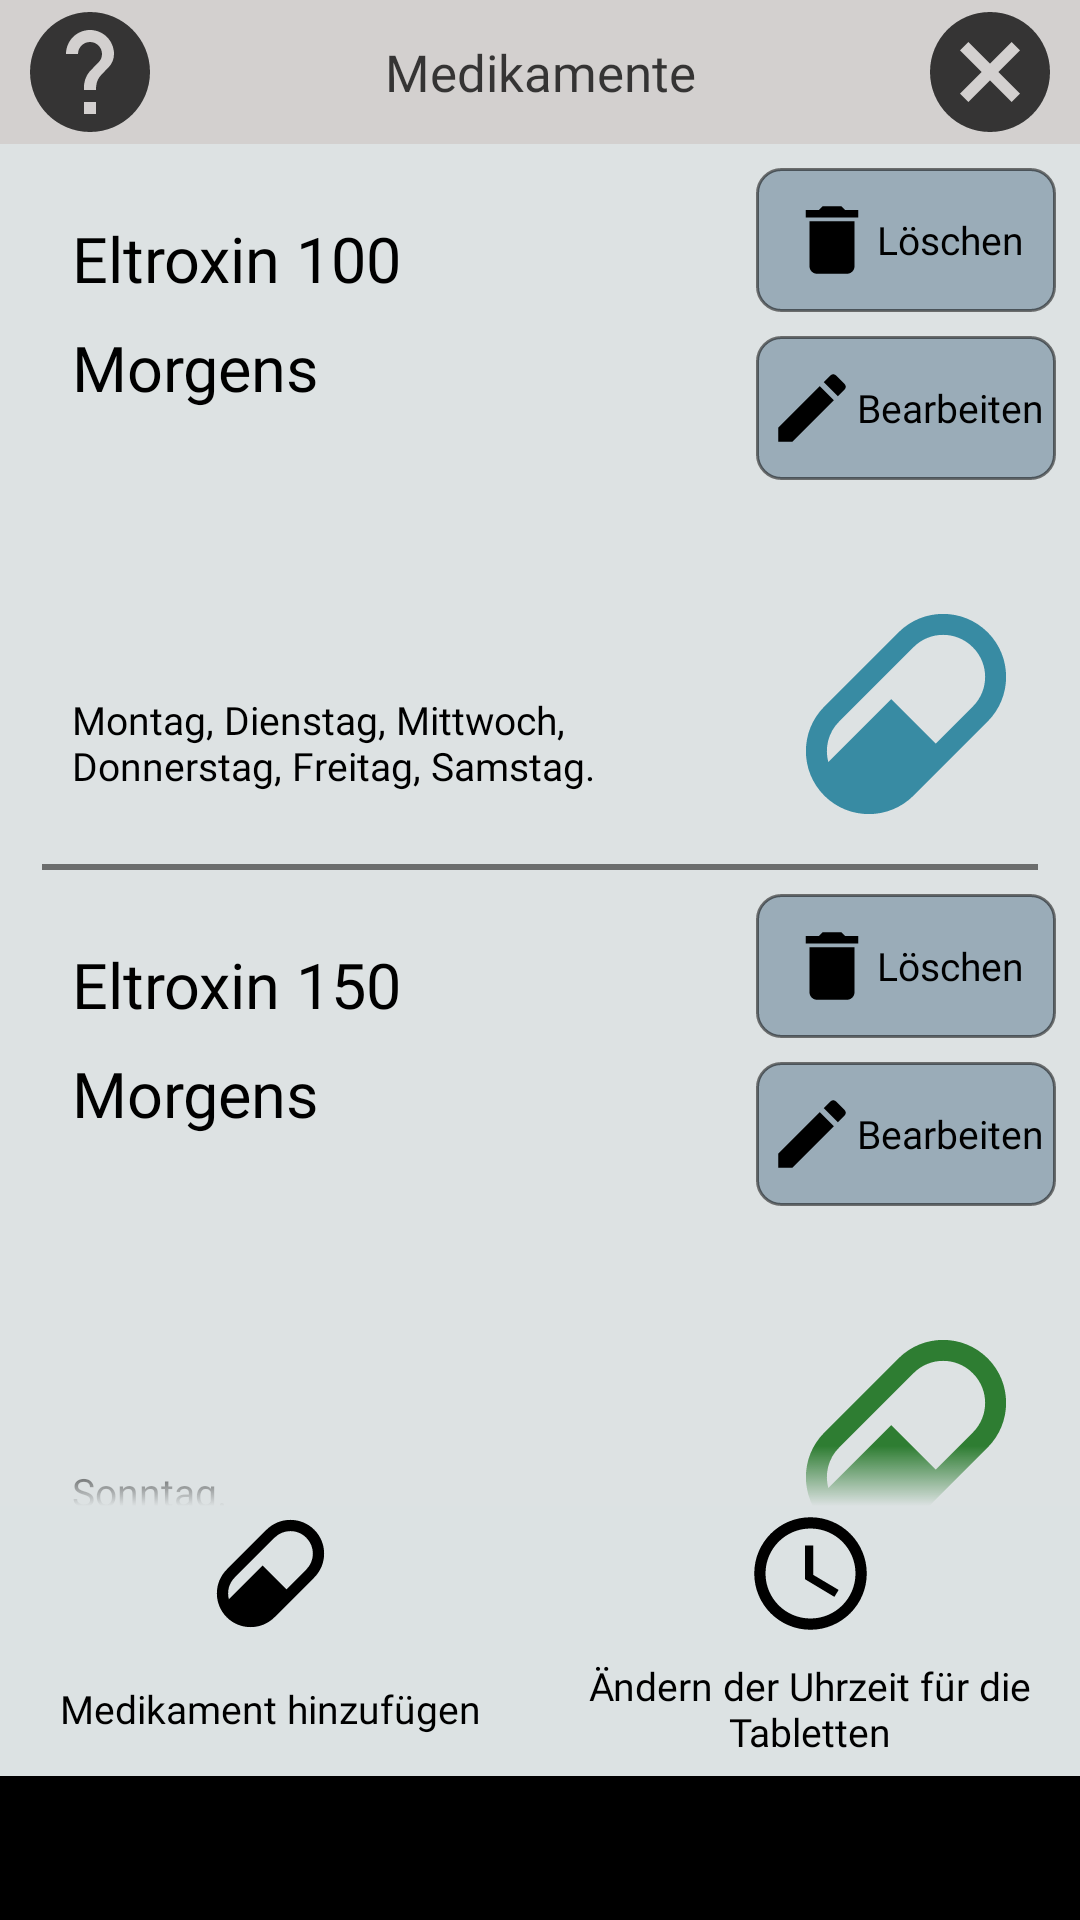 Medikamente
Eltroxin 100
Löschen
Morgens
Bearbeiten
Montag, Dienstag, Mittwoch,
Donnerstag, Freitag, Samstag.
Eltroxin 150
Löschen
Morgens
Bearbeiten
Sonntag.
Medikament hinzufügen
Ändern der Uhrzeit für die
Tabletten